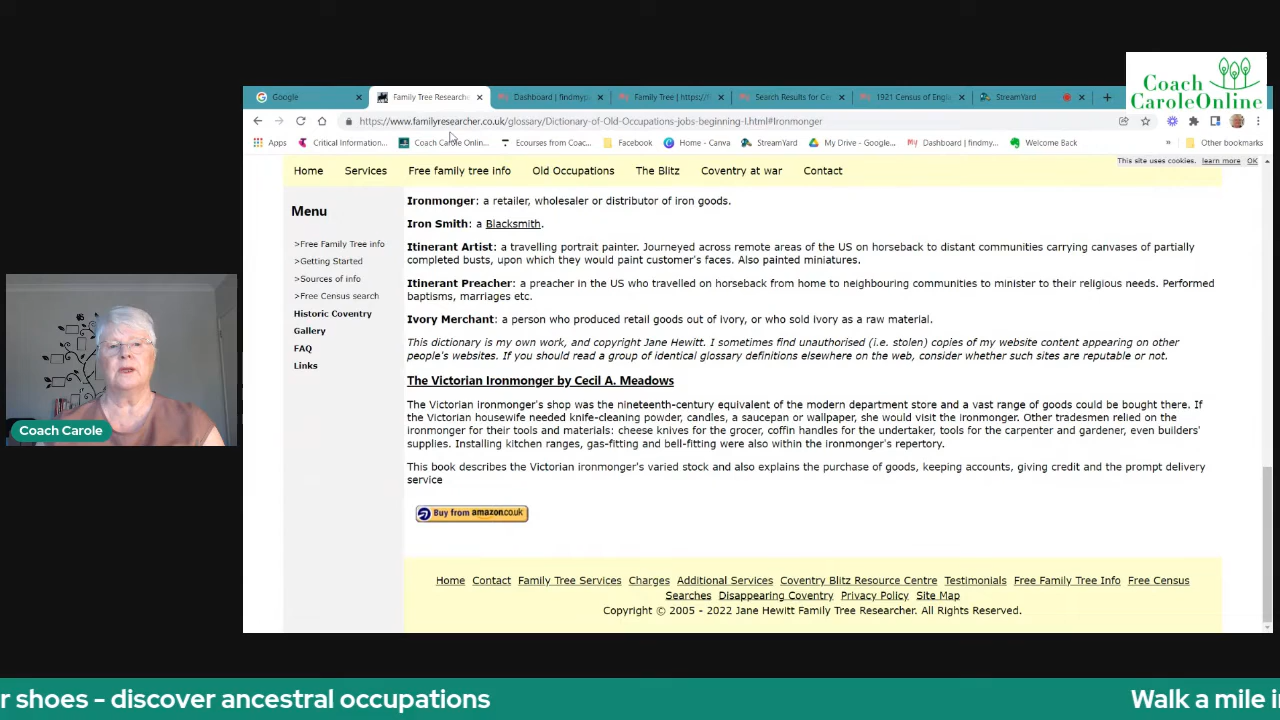 Coach
CaroleOnline
Google
Family Tree Researche
Dashboard | findmyp
Family Tree | https://f
Search Results for Ce
1921 Census of Engl
StreamYard
https://www.familyresearcher.co.uk/glossary/Dictionary-of-Old-Occupations-jobs-beginning-I.html#Ironmonger
Apps
Critical Information...
Coach Carole Onlin...
Ecourses from Coac...
Facebook
Home - Canva
StreamYard
My Drive - Google...
Dashboard | findmy...
Welcome Back
»
Other bookmarks
This site uses cookies. learn more OK
Home Services Free family tree info Old Occupations The Blitz Coventry at war Contact
Menu
>Free Family Tree info
>Getting Started
>Sources of info
>Free Census search
Historic Coventry
Gallery
FAQ
Links
Ironmonger: a retailer, wholesaler or distributor of iron goods.
Iron Smith: a Blacksmith.
Itinerant Artist: a travelling portrait painter. Journeyed across remote areas of the US on horseback to distant communities carrying canvases of partially
completed busts, upon which they would paint customer's faces. Also painted miniatures.
Itinerant Preacher: a preacher in the US who travelled on horseback from home to neighbouring communities to minister to their religious needs. Performed
baptisms, marriages etc.
Ivory Merchant: a person who produced retail goods out of ivory, or who sold ivory as a raw material.
This dictionary is my own work, and copyright Jane Hewitt. I sometimes find unauthorised (i.e. stolen) copies of my website content appearing on other
people's websites. If you should read a group of identical glossary definitions elsewhere on the web, consider whether such sites are reputable or not.
The Victorian Ironmonger by Cecil A. Meadows
The Victorian ironmonger's shop was the nineteenth-century equivalent of the modern department store and a vast range of goods could be bought there. If
the Victorian housewife needed knife-cleaning powder, candles, a saucepan or wallpaper, she would visit the ironmonger. Other tradesmen relied on the
ironmonger for their tools and materials: cheese knives for the grocer, coffin handles for the undertaker, tools for the carpenter and gardener, even builders'
supplies. Installing kitchen ranges, gas-fitting and bell-fitting were also within the ironmonger's repertory.
This book describes the Victorian ironmonger's varied stock and also explains the purchase of goods, keeping accounts, giving credit and the prompt delivery
service
Buy from amazon.co.uk
Home Contact Family Tree Services Charges Additional Services Coventry Blitz Resource Centre Testimonials Free Family Tree Info Free Census
Searches Disappearing Coventry Privacy Policy Site Map
Copyright © 2005 - 2022 Jane Hewitt Family Tree Researcher. All Rights Reserved.
Coach Carole
r shoes - discover ancestral occupations
Walk a mile i